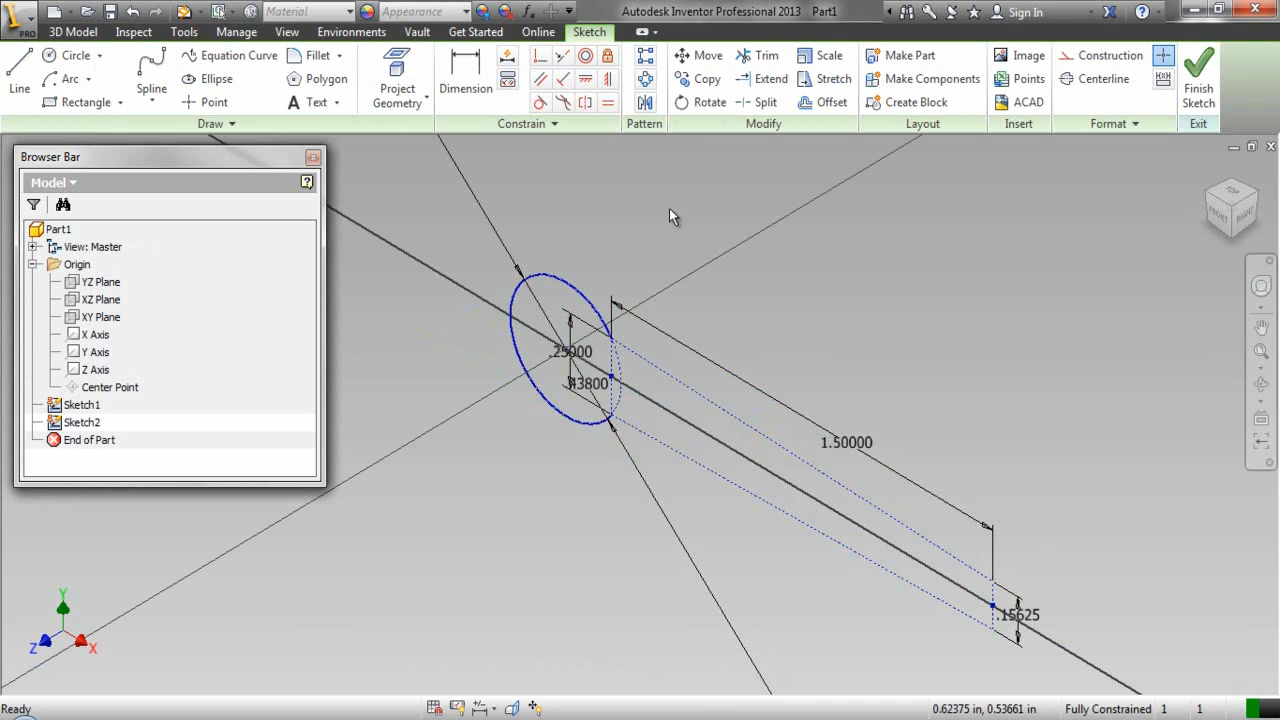 PRO
Material
Appearance
fx
Autodesk Inventor Professional 2013 Part1
Sign In
3D Model
Inspect
Tools
Manage
View
Environments
Vault
Get Started
Online
Sketch
Line
Circle
Arc
Rectangle
Spline
Equation Curve
Ellipse
Point
Fillet
Polygon
Text
Project
Geometry
Dimension
Move
Copy
Rotate
Trim
Extend
Split
Scale
Stretch
Offset
Make Part
Make Components
Create Block
Image
Points
ACAD
Construction
Centerline
Finish
Sketch
Draw
Constrain
Pattern
Modify
Layout
Insert
Format
Exit
Browser Bar
Model
Part1
View: Master
Origin
YZ Plane
XZ Plane
XY Plane
X Axis
Y Axis
Z Axis
Center Point
Sketch1
Sketch2
End of Part
FRONT
RIGHT
.25000
.43800
1.50000
.15625
Y
Z
X
Ready
0.62375 in, 0.53661 in
Fully Constrained
1
1